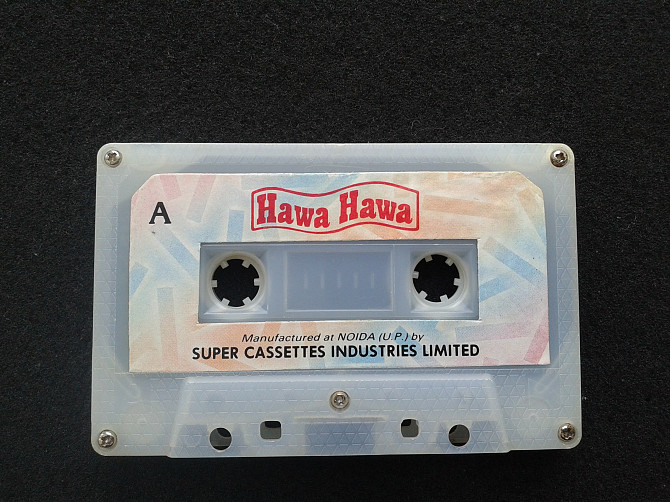 A
Hawa Hawa
Manufactured at NOIDA (U.P.) by
SUPER CASSETTES INDUSTRIES LIMITED